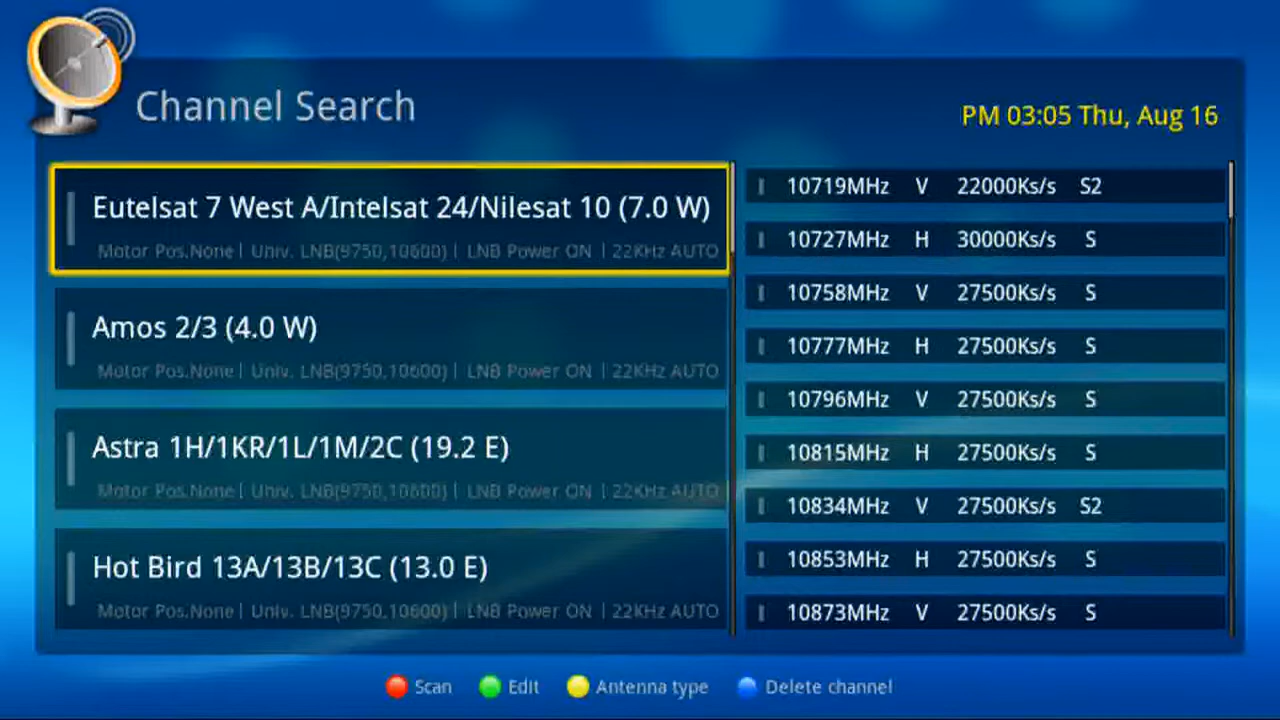 Channel Search
PM 03:05 Thu, Aug 16
Eutelsat 7 West A/Intelsat 24/Nilesat 10 (7.0 W)
Motor Pos.None | Univ. LNB(9750,10600) | LNB Power ON | 22KHz AUTO
Amos 2/3 (4.0 W)
Motor Pos.None | Univ. LNB(9750,10600) | LNB Power ON | 22KHz AUTO
Astra 1H/1KR/1L/1M/2C (19.2 E)
Motor Pos.None | Univ. LNB(9750,10600) | LNB Power ON | 22KHz AUTO
Hot Bird 13A/13B/13C (13.0 E)
Motor Pos.None | Univ. LNB(9750,10600) | LNB Power ON | 22KHz AUTO
10719MHz V 22000Ks/s S2
10727MHz H 30000Ks/s S
10758MHz V 27500Ks/s S
10777MHz H 27500Ks/s S
10796MHz V 27500Ks/s S
10815MHz H 27500Ks/s S
10834MHz V 27500Ks/s S2
10853MHz H 27500Ks/s S
10873MHz V 27500Ks/s S
Scan Edit Antenna type Delete channel